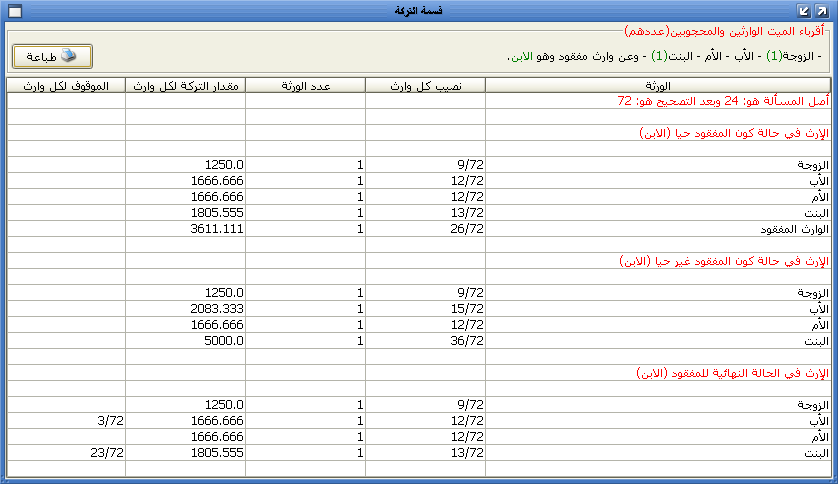 قسمة التركة
أقرباء الميت الوارثين والمحجوبين(عددهم)
- الزوجة(1) - الأب - الأم - البنت(1) - وعن وارث مفقود وهو الابن.
طباعة
الورثة نصيب كل وارث عدد الورثة مقدار التركة لكل وارث الموقوف لكل وارث
أصل المسألة هو: 24 وبعد التصحيح هو: 72
الإرث في حالة كون المفقود حيا (الابن)
الزوجة 9/72 1 1250.0
الأب 12/72 1 1666.666
الأم 12/72 1 1666.666
البنت 13/72 1 1805.555
الوارث المفقود 26/72 1 3611.111
الإرث في حالة كون المفقود غير حيا (الابن)
الزوجة 9/72 1 1250.0
الأب 15/72 1 2083.333
الأم 12/72 1 1666.666
البنت 36/72 1 5000.0
الإرث في الحالة النهائية للمفقود (الابن)
الزوجة 9/72 1 1250.0
الأب 12/72 1 1666.666 3/72
الأم 12/72 1 1666.666
البنت 13/72 1 1805.555 23/72